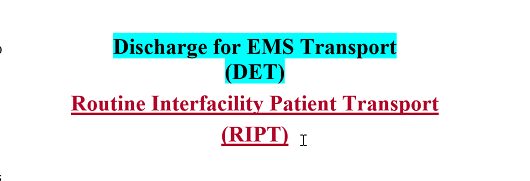 Discharge for EMS Transport
(DET)
Routine Interfacility Patient Transport
(RIPT)